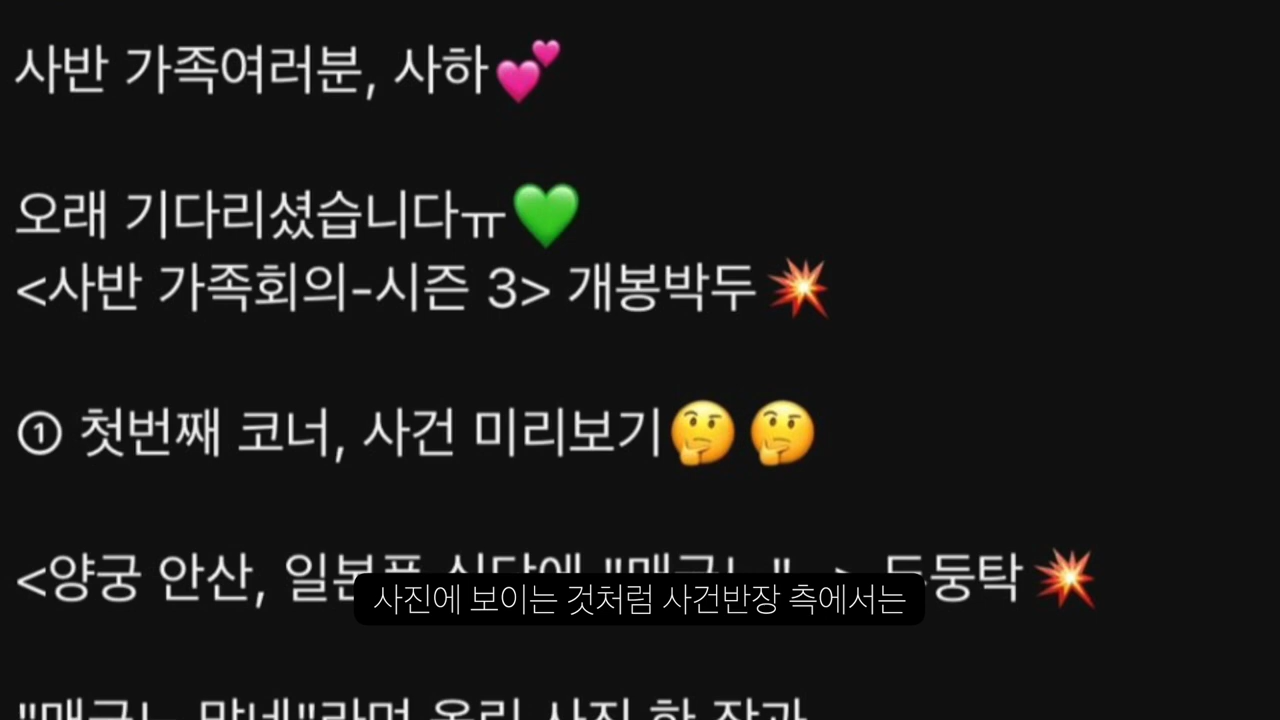 사반 가족여러분, 사하💕
오래 기다리셨습니다ㅠ💚
<사반 가족회의-시즌 3> 개봉박두 💥
① 첫번째 코너, 사건 미리보기🤔🤔
<양궁 안산, 일본풍
사진에 보이는 것처럼 사건반장 측에서는